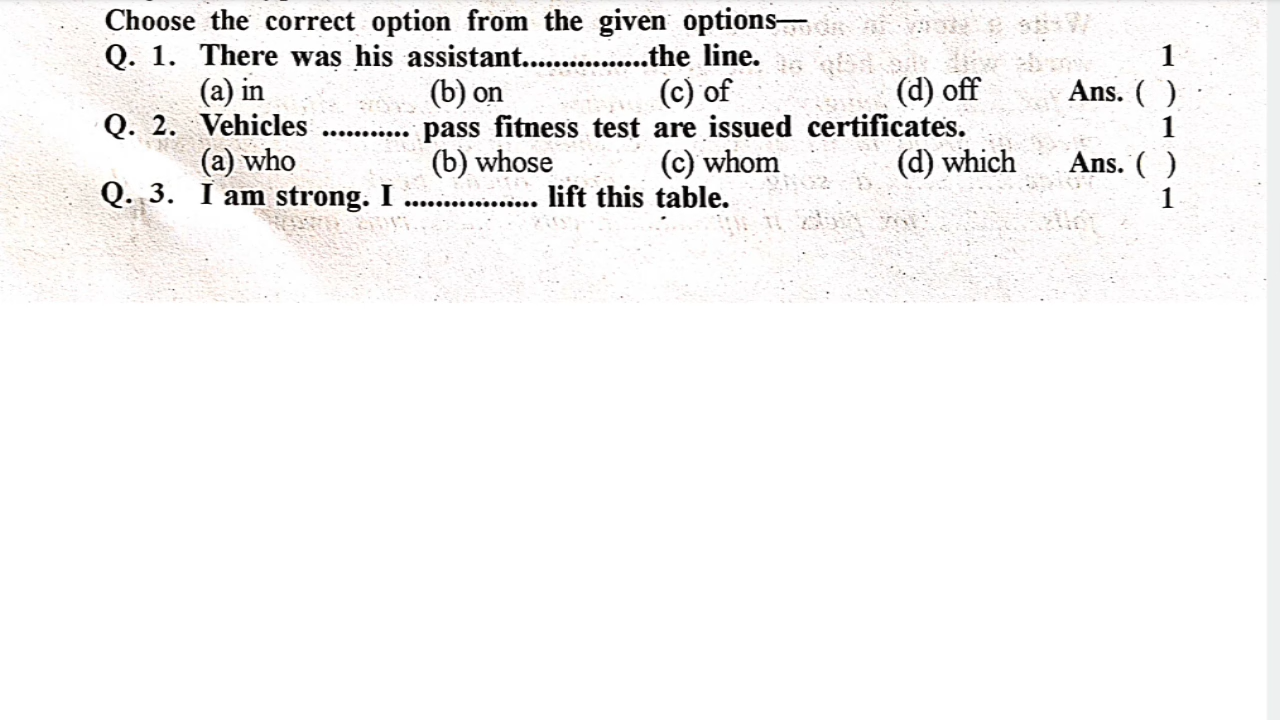 Choose the correct option from the given options—
Q. 1. There was his assistant.................the line. 1
(a) in (b) on (c) of (d) off Ans. ( )
Q. 2. Vehicles ........... pass fitness test are issued certificates. 1
(a) who (b) whose (c) whom (d) which Ans. ( )
Q. 3. I am strong. I ................. lift this table. 1